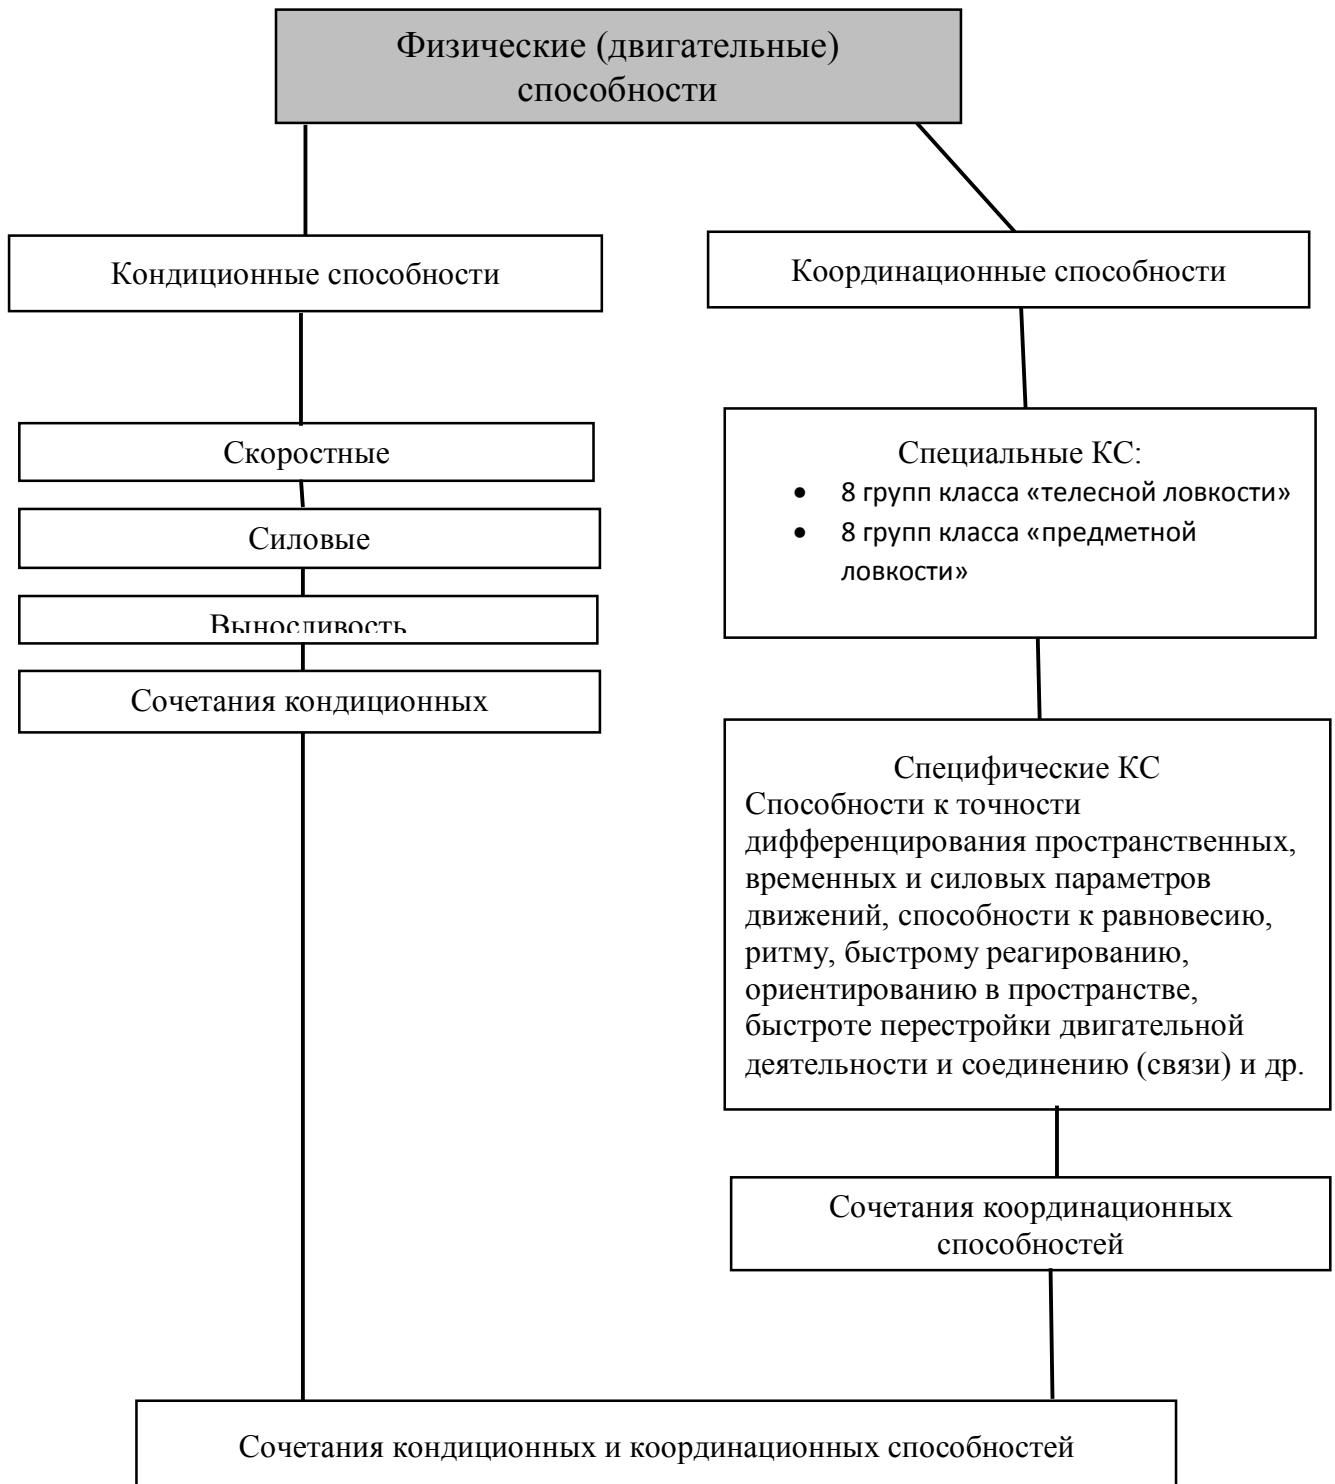 Физические (двигательные)
способности
Кондиционные способности
Координационные способности
Скоростные
Силовые
Выносливость
Сочетания кондиционных
Специальные КС:
• 8 групп класса «телесной ловкости»
• 8 групп класса «предметной
ловкости»
Специфические КС
Способности к точности
дифференцирования пространственных,
временных и силовых параметров
движений, способности к равновесию,
ритму, быстрому реагированию,
ориентированию в пространстве,
быстроте перестройки двигательной
деятельности и соединению (связи) и др.
Сочетания координационных
способностей
Сочетания кондиционных и координационных способностей